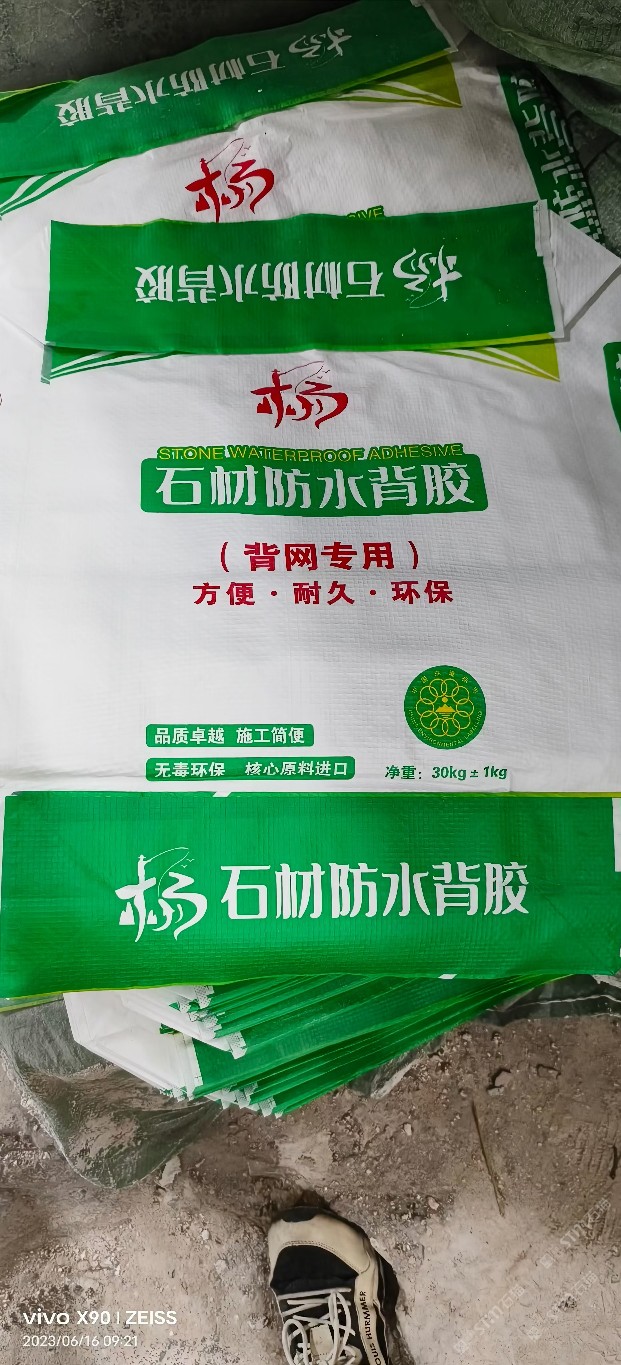 杨 石材防水背胶
杨
杨 石材防水背胶
杨
STONE WATERPROOF ADHESIVE
石材防水背胶
（背网专用）
方便·耐久·环保
品质卓越 施工简便
无毒环保 核心原料进口
净重：30kg±1kg
杨 石材防水背胶
vivo X90 | ZEISS
2023/06/16 09:21